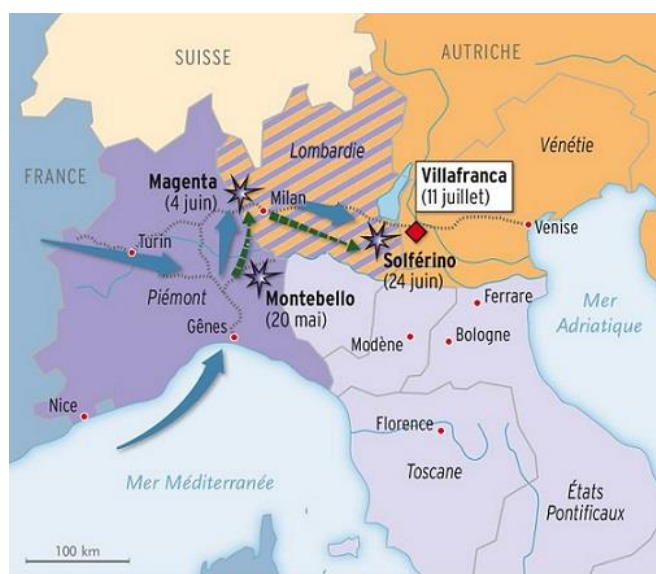 SUISSE
AUTRICHE
FRANCE
Lombardie
Vénétie
Magenta
(4 juin)
Milan
Villafranca
(11 juillet)
Venise
Turin
Solférino
(24 juin)
Piémont
Montebello
(20 mai)
Gênes
Ferrare
Modène
Bologne
Mer
Adriatique
Nice
Florence
Toscane
Mer Méditerranée
États
Pontificaux
100 km